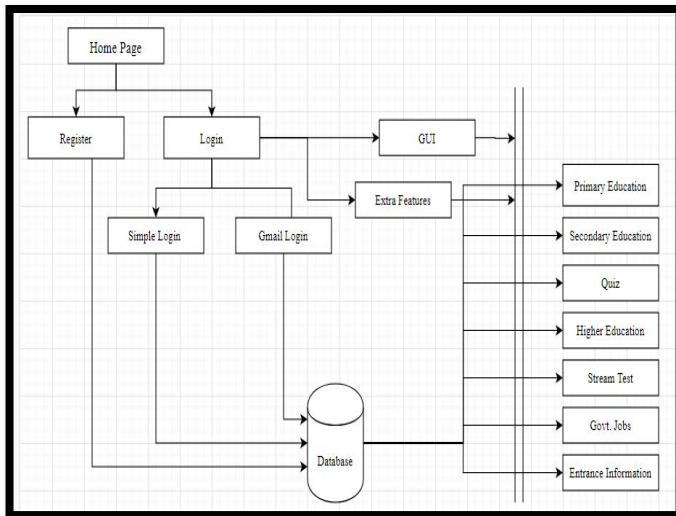 Home Page
Register
Login
GUI
Extra Features
Primary Education
Simple Login
Gmail Login
Secondary Education
Quiz
Higher Education
Stream Test
Govt. Jobs
Database
Entrance Information